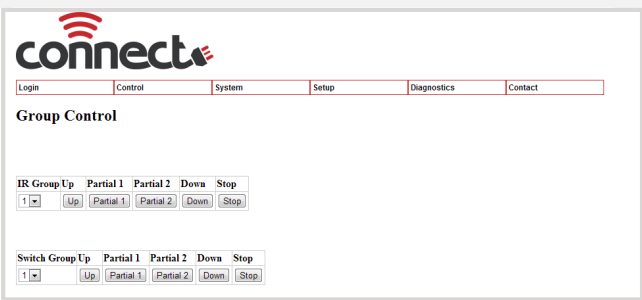 connect
Login Control System Setup Diagnostics Contact
Group Control
IR Group Up Partial 1 Partial 2 Down Stop
1 Up Partial 1 Partial 2 Down Stop
Switch Group Up Partial 1 Partial 2 Down Stop
1 Up Partial 1 Partial 2 Down Stop